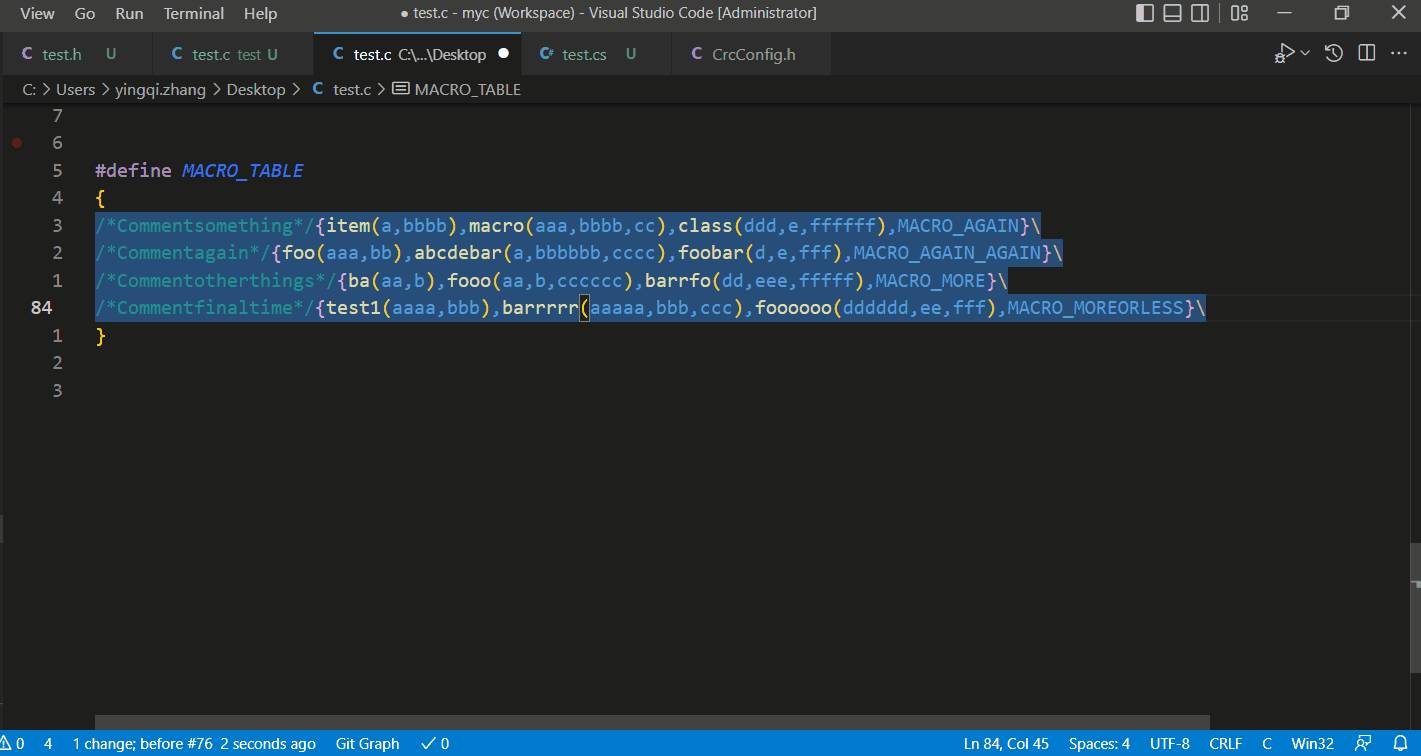 View Go Run Terminal Help ● test.c - myc (Workspace) - Visual Studio Code [Administrator]
C test.h U C test.c test U C test.c C:\...\Desktop ● C# test.cs U C CrcConfig.h
C: > Users > yingqi.zhang > Desktop > C test.c > MACRO_TABLE
7
6
5 #define MACRO_TABLE
4 {
3 /*Commentsomething*/{item(a,bbbb),macro(aaa,bbbb,cc),class(ddd,e,ffffff),MACRO_AGAIN}\
2 /*Commentagain*/{foo(aaa,bb),abcdebar(a,bbbbbb,cccc),foobar(d,e,fff),MACRO_AGAIN_AGAIN}\
1 /*Commentotherthings*/{ba(aa,b),fooo(aa,b,cccccc),barrfo(dd,eee,fffff),MACRO_MORE}\
84 /*Commentfinaltime*/{test1(aaaa,bbb),barrrrr(aaaaa,bbb,ccc),foooooo(dddddd,ee,fff),MACRO_MOREORLESS}\
1 }
2
3
0 4 1 change; before #76 2 seconds ago Git Graph ✓ 0 Ln 84, Col 45 Spaces: 4 UTF-8 CRLF C Win32